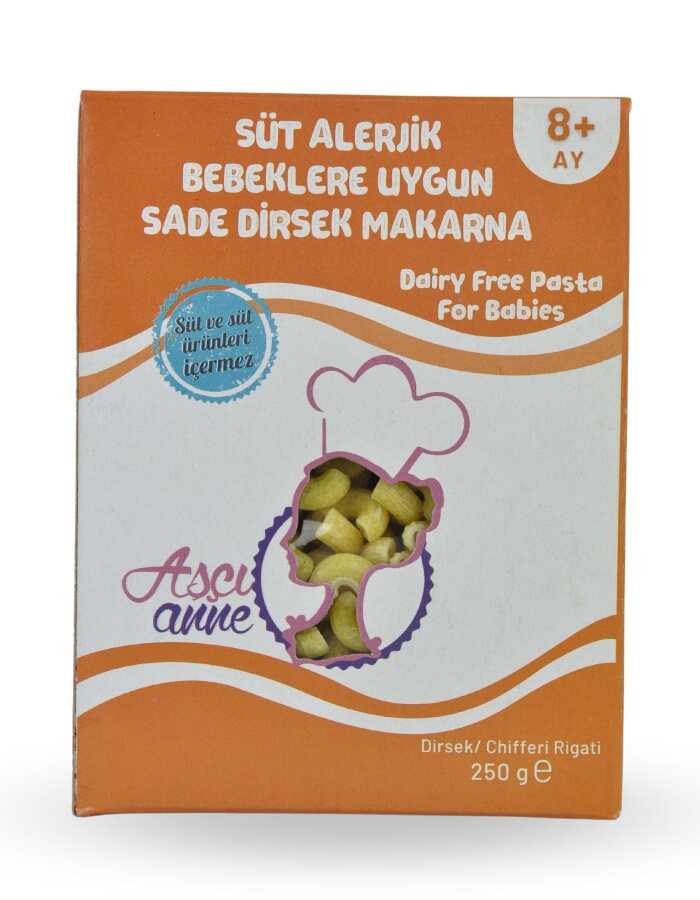 8+
AY
SÜT ALERJİK
BEBEKLERE UYGUN
SADE DİRSEK MAKARNA
Dairy Free Pasta
For Babies
Süt ve süt
ürünleri
içermez
Aşçı
anne
Dirsek/ Chifferi Rigati
250 g ℮